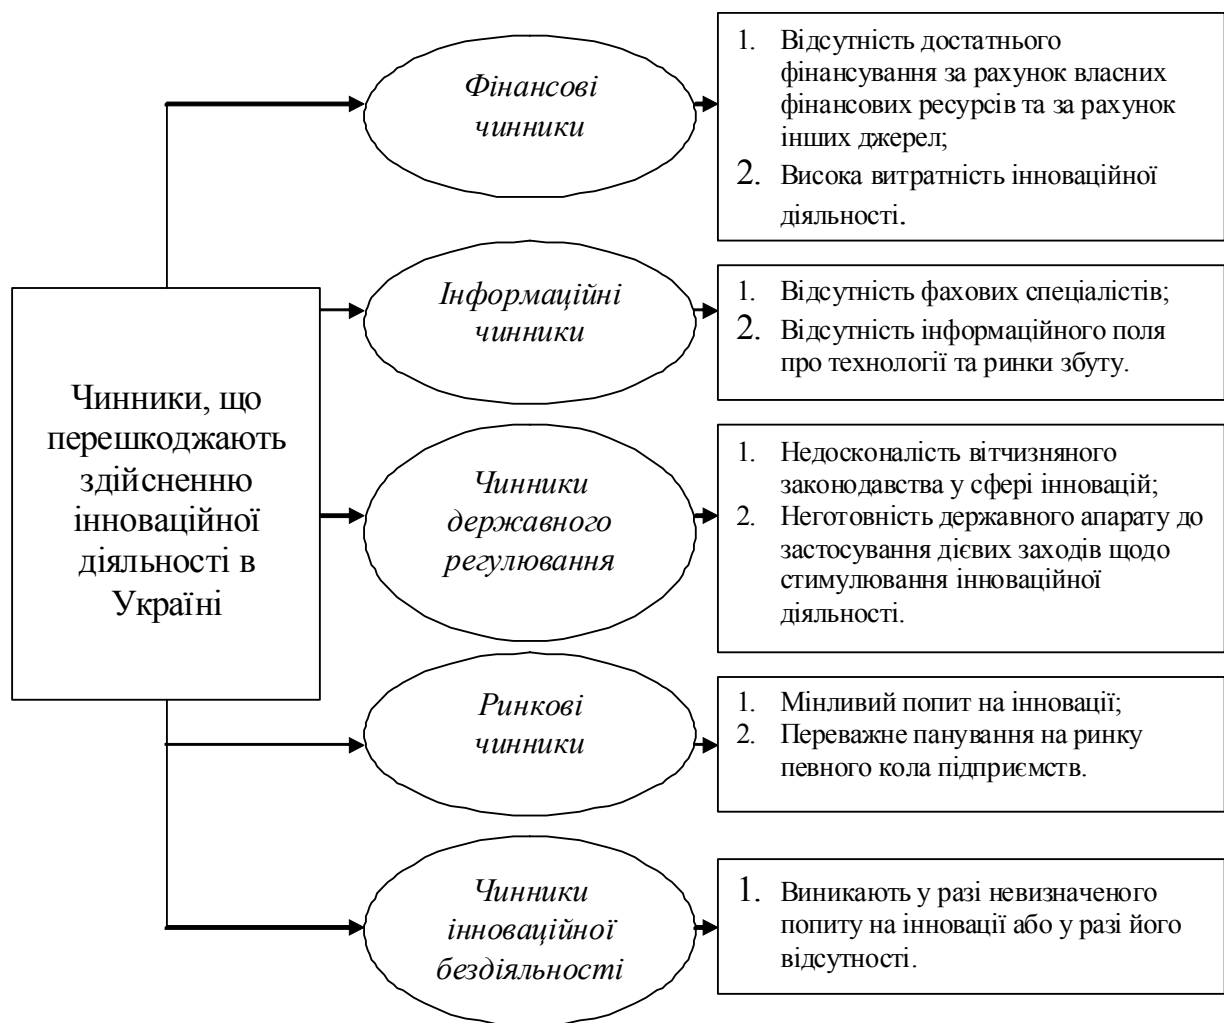 Чинники, що
перешкоджають
здійсненню
інноваційної
діяльності в
Україні
Фінансові
чинники
1. Відсутність достатнього
фінансування за рахунок власних
фінансових ресурсів та за рахунок
інших джерел;
2. Висока витратність інноваційної
діяльності.
Інформаційні
чинники
1. Відсутність фахових спеціалістів;
2. Відсутність інформаційного поля
про технології та ринки збуту.
Чинники
державного
регулювання
1. Недосконалість вітчизняного
законодавства у сфері інновацій;
2. Неготовність державного апарату до
застосування дієвих заходів щодо
стимулювання інноваційної
діяльності.
Ринкові
чинники
1. Мінливий попит на інновації;
2. Переважне панування на ринку
певного кола підприємств.
Чинники
інноваційної
бездіяльності
1. Виникають у разі невизначеного
попиту на інновації або у разі його
відсутності.